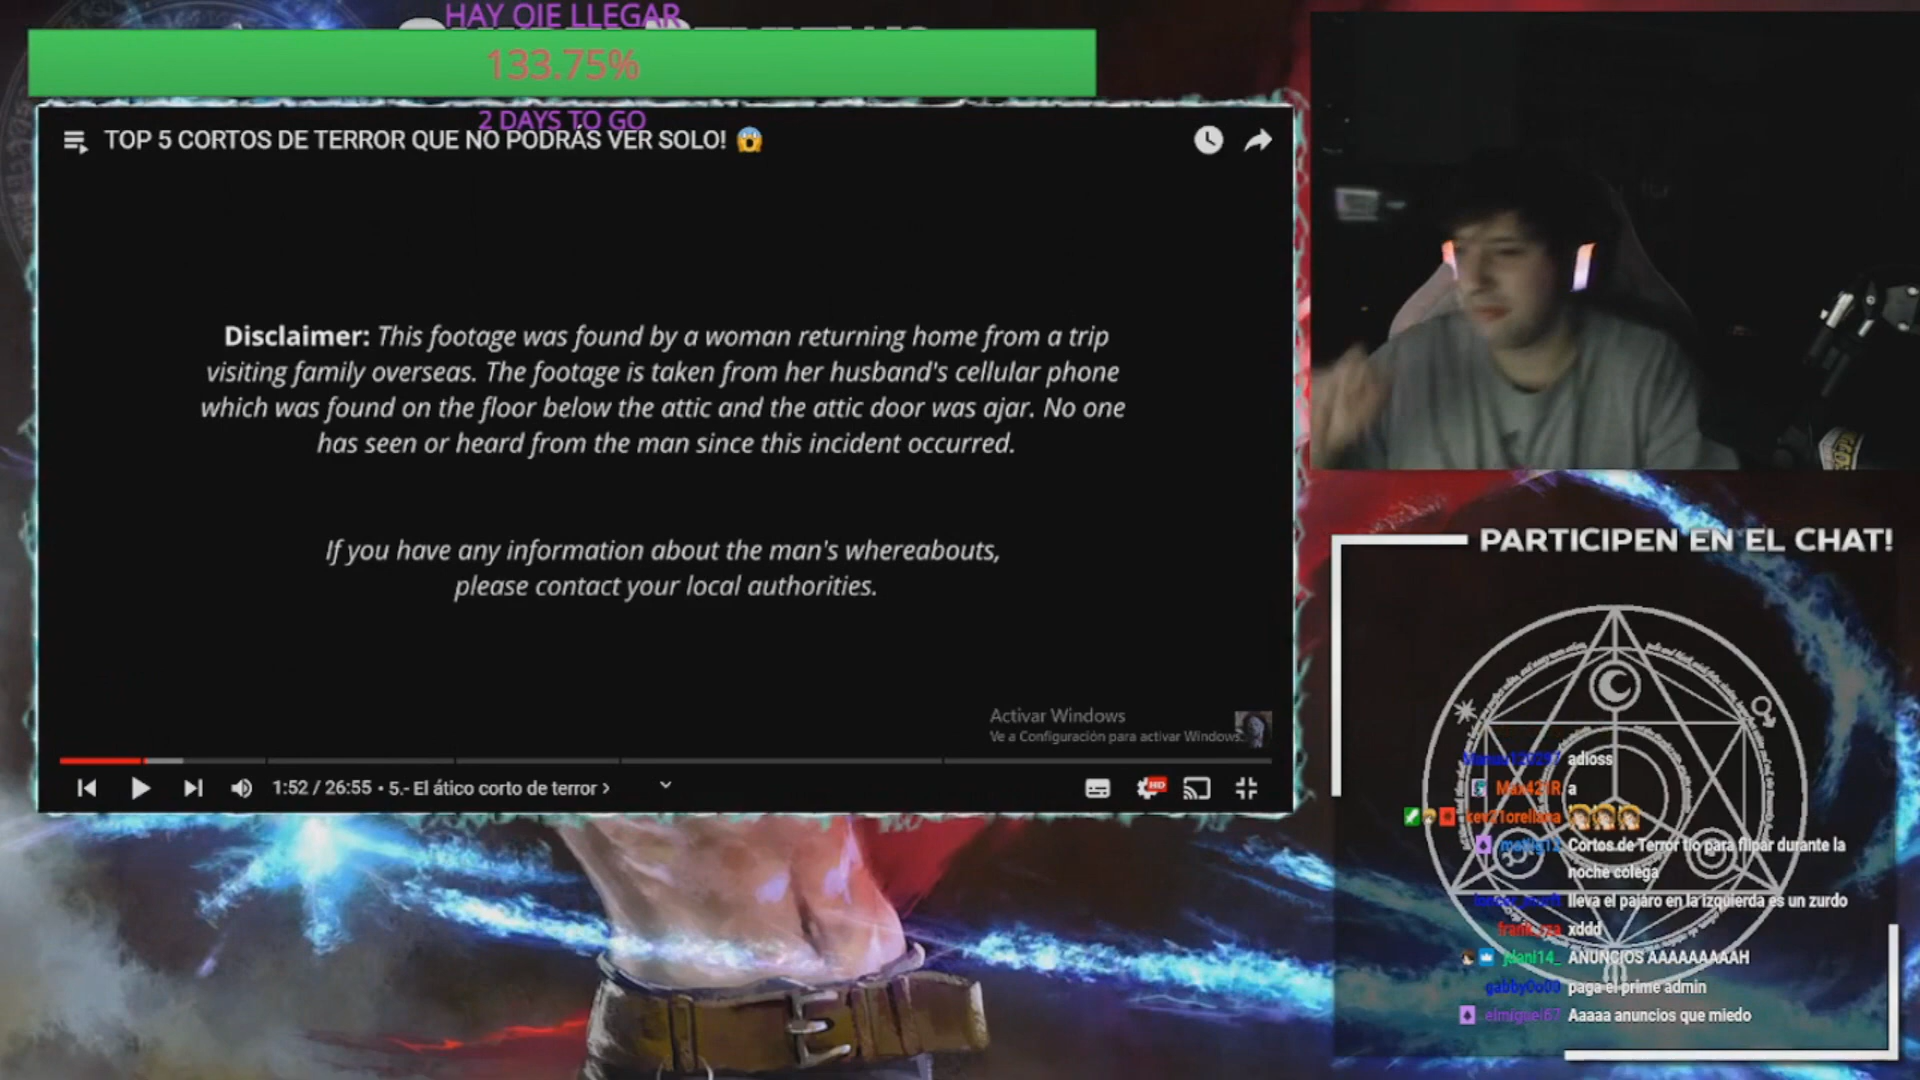 HAY QIE LLEGAR
133.75%
2 DAYS TO GO
TOP 5 CORTOS DE TERROR QUE NO PODRÁS VER SOLO! 😱
Disclaimer: This footage was found by a woman returning home from a trip
visiting family overseas. The footage is taken from her husband's cellular phone
which was found on the floor below the attic and the attic door was ajar. No one
has seen or heard from the man since this incident occurred.
If you have any information about the man's whereabouts,
please contact your local authorities.
Activar Windows
Ve a Configuración para activar Windows.
1:52 / 26:55 • 5.- El ático corto de terror ›
HD
PARTICIPEN EN EL CHAT!
adioss
Max421R a
kev21orellana
Cortos de Terror tio para flipar durante la
noche colega
lleva el pajaro en la izquierda es un zurdo
xddd
jdani14_ ANUNCIOS AAAAAAAAAH
gabby0o09 paga el prime admin
elmiguel67 Aaaaa anuncios que miedo